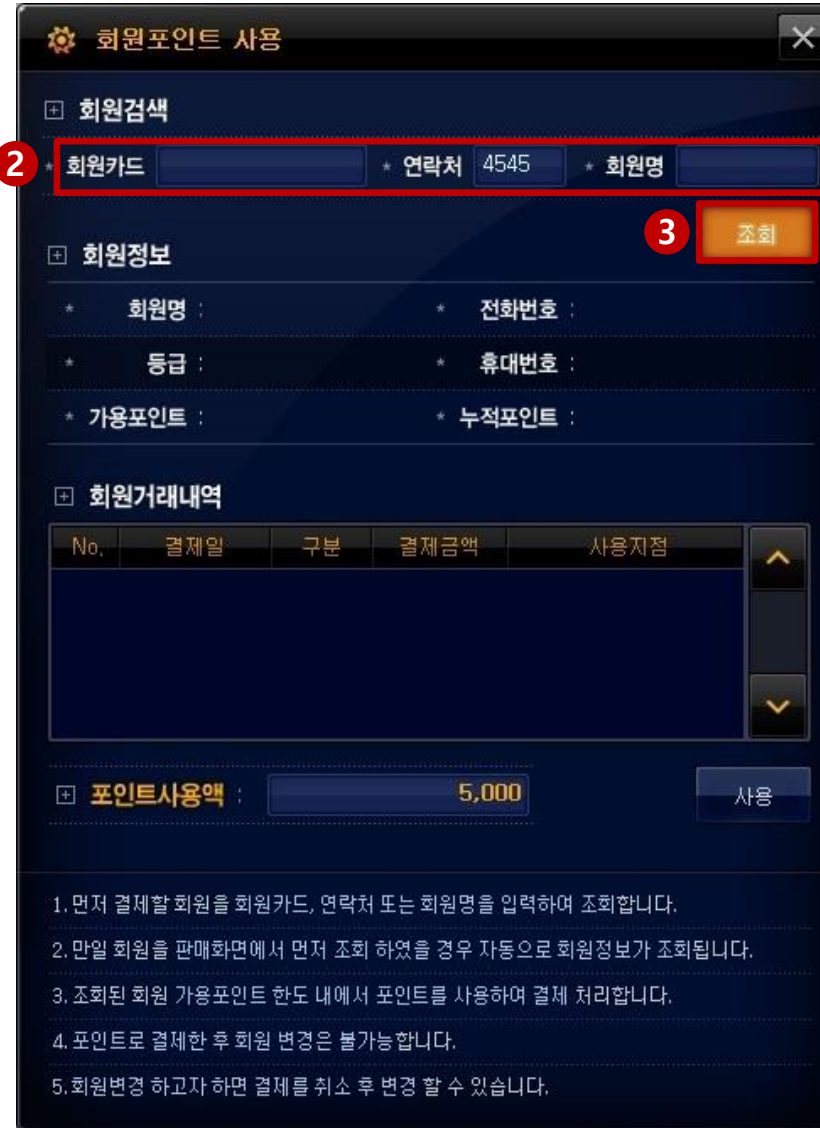 회원포인트 사용
회원검색
2 * 회원카드 * 연락처 4545 * 회원명
3 조회
회원정보
* 회원명 : * 전화번호 :
* 등급 : * 휴대번호 :
* 가용포인트 : * 누적포인트 :
회원거래내역
No. 결제일 구분 결제금액 사용지점
포인트사용액 : 5,000 사용
1. 먼저 결제할 회원을 회원카드, 연락처 또는 회원명을 입력하여 조회합니다.
2. 만일 회원을 판매화면에서 먼저 조회 하였을 경우 자동으로 회원정보가 조회됩니다.
3. 조회된 회원 가용포인트 한도 내에서 포인트를 사용하여 결제 처리합니다.
4. 포인트로 결제한 후 회원 변경은 불가능합니다.
5. 회원변경 하고자 하면 결제를 취소 후 변경 할 수 있습니다.